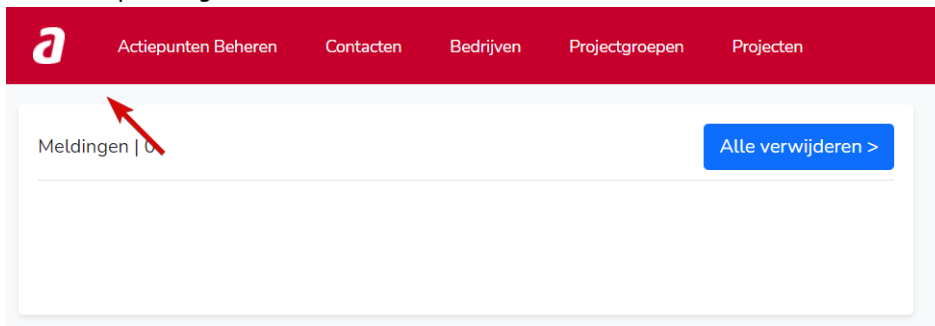 a
Actiepunten Beheren Contacten Bedrijven Projectgroepen Projecten
Meldingen | 0
Alle verwijderen >